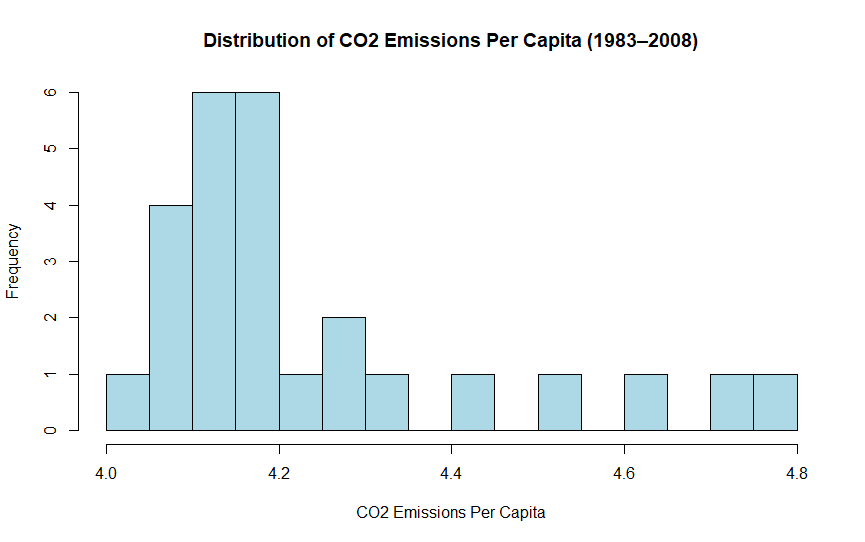 Distribution of CO2 Emissions Per Capita (1983–2008)
Frequency
6
5
4
3
2
1
0
4.0 4.2 4.4 4.6 4.8
CO2 Emissions Per Capita